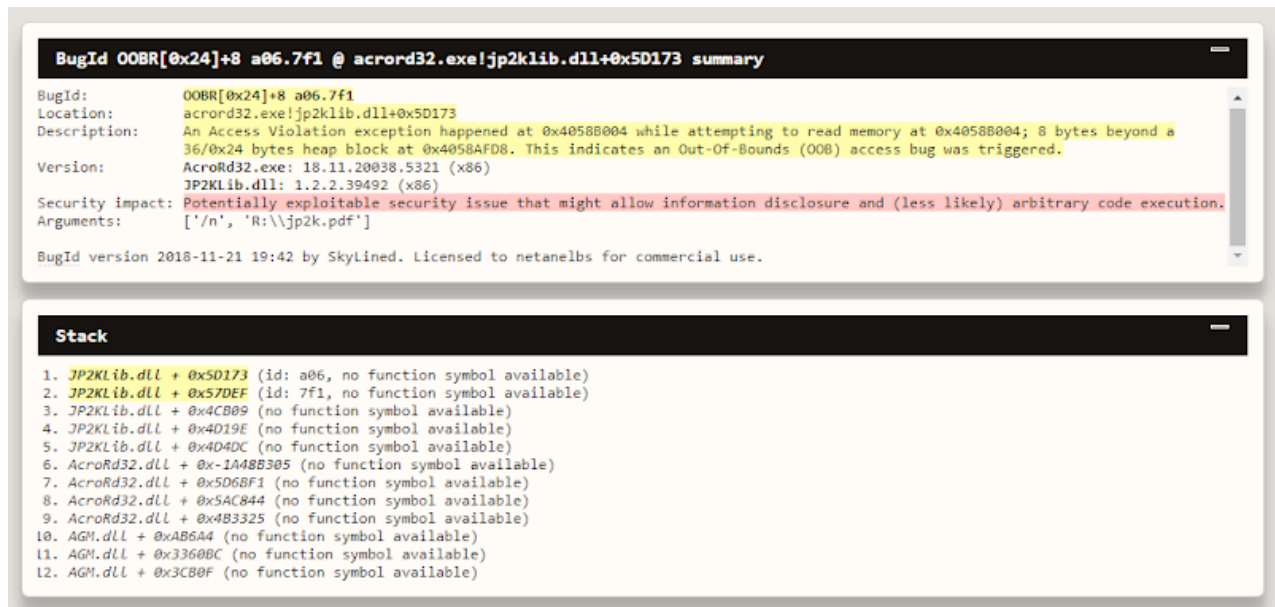 BugId OOBR[0x24]+8 a06.7f1 @ acrord32.exe!jp2klib.dll+0x5D173 summary
BugId: OOBR[0x24]+8 a06.7f1
Location: acrord32.exe!jp2klib.dll+0x5D173
Description: An Access Violation exception happened at 0x4058B004 while attempting to read memory at 0x4058B004; 8 bytes beyond a
36/0x24 bytes heap block at 0x4058AFD8. This indicates an Out-Of-Bounds (OOB) access bug was triggered.
Version: AcroRd32.exe: 18.11.20038.5321 (x86)
JP2KLib.dll: 1.2.2.39492 (x86)
Security impact: Potentially exploitable security issue that might allow information disclosure and (less likely) arbitrary code execution.
Arguments: ['/n', 'R:\\jp2k.pdf']
BugId version 2018-11-21 19:42 by SkyLined. Licensed to netanelbs for commercial use.
Stack
1. JP2KLib.dll + 0x5D173 (id: a06, no function symbol available)
2. JP2KLib.dll + 0x57DEF (id: 7f1, no function symbol available)
3. JP2KLib.dll + 0x4CB09 (no function symbol available)
4. JP2KLib.dll + 0x4D19E (no function symbol available)
5. JP2KLib.dll + 0x4D4DC (no function symbol available)
6. AcroRd32.dll + 0x-1A48B305 (no function symbol available)
7. AcroRd32.dll + 0x5D6BF1 (no function symbol available)
8. AcroRd32.dll + 0x5AC844 (no function symbol available)
9. AcroRd32.dll + 0x4B3325 (no function symbol available)
10. AGM.dll + 0xAB6A4 (no function symbol available)
11. AGM.dll + 0x3360BC (no function symbol available)
12. AGM.dll + 0x3CB0F (no function symbol available)